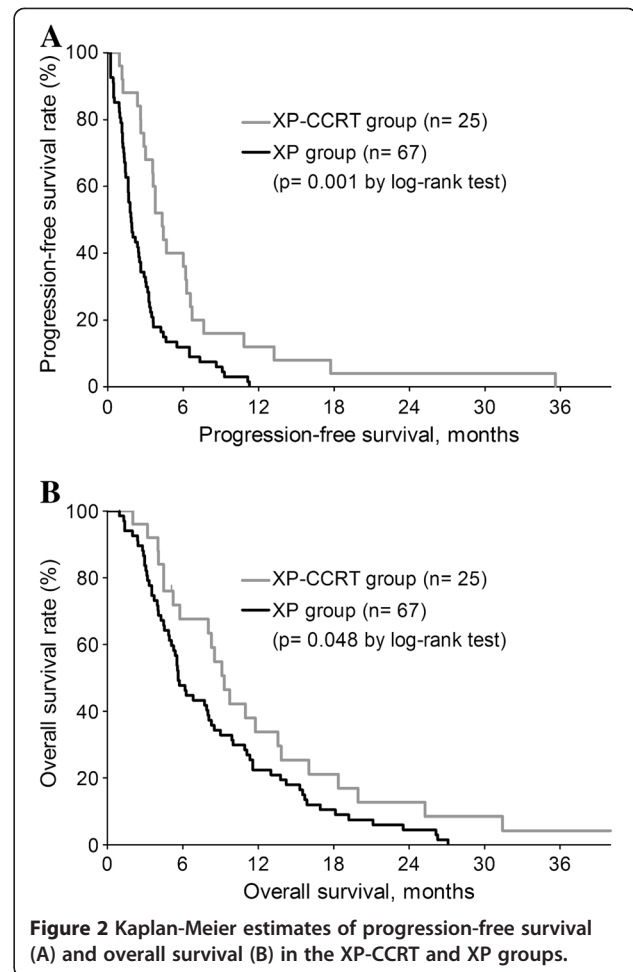 A
Progression-free survival rate (%)
100
80
60
40
20
0
XP-CCRT group (n= 25)
XP group (n= 67)
(p= 0.001 by log-rank test)
0 6 12 18 24 30 36
Progression-free survival, months
B
Overall survival rate (%)
100
80
60
40
20
0
XP-CCRT group (n= 25)
XP group (n= 67)
(p= 0.048 by log-rank test)
0 6 12 18 24 30 36
Overall survival, months
Figure 2 Kaplan-Meier estimates of progression-free survival
(A) and overall survival (B) in the XP-CCRT and XP groups.